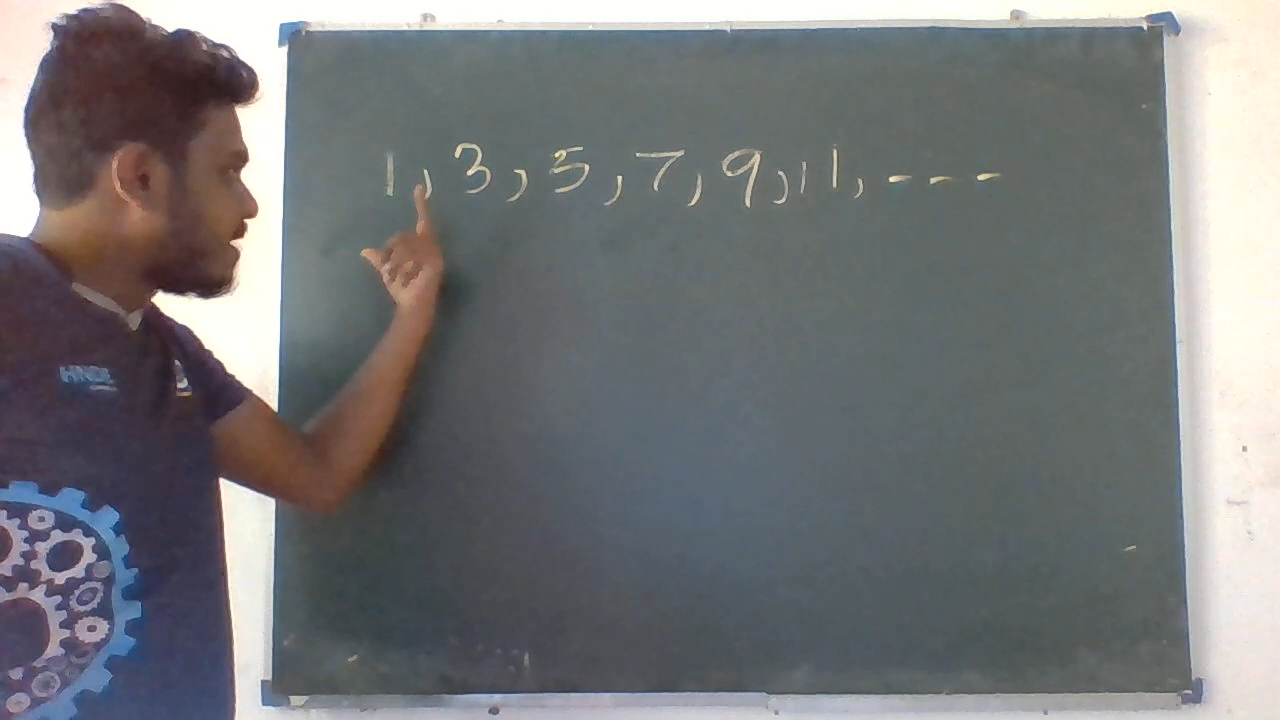 1, 3, 5, 7, 9, 11, - - -